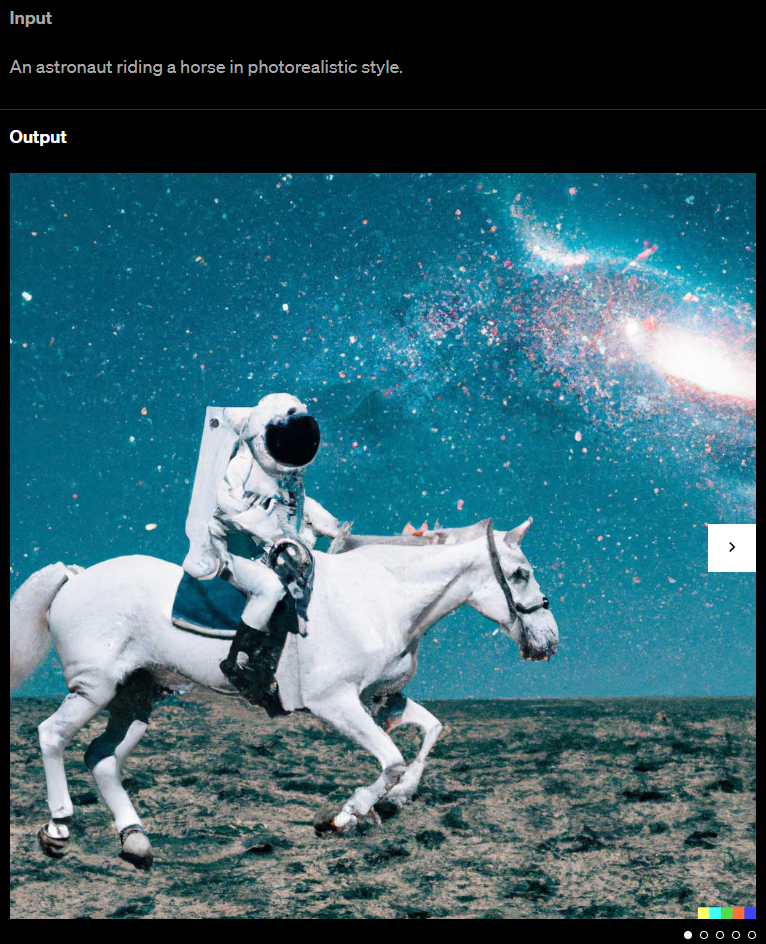 Input
An astronaut riding a horse in photorealistic style.
Output